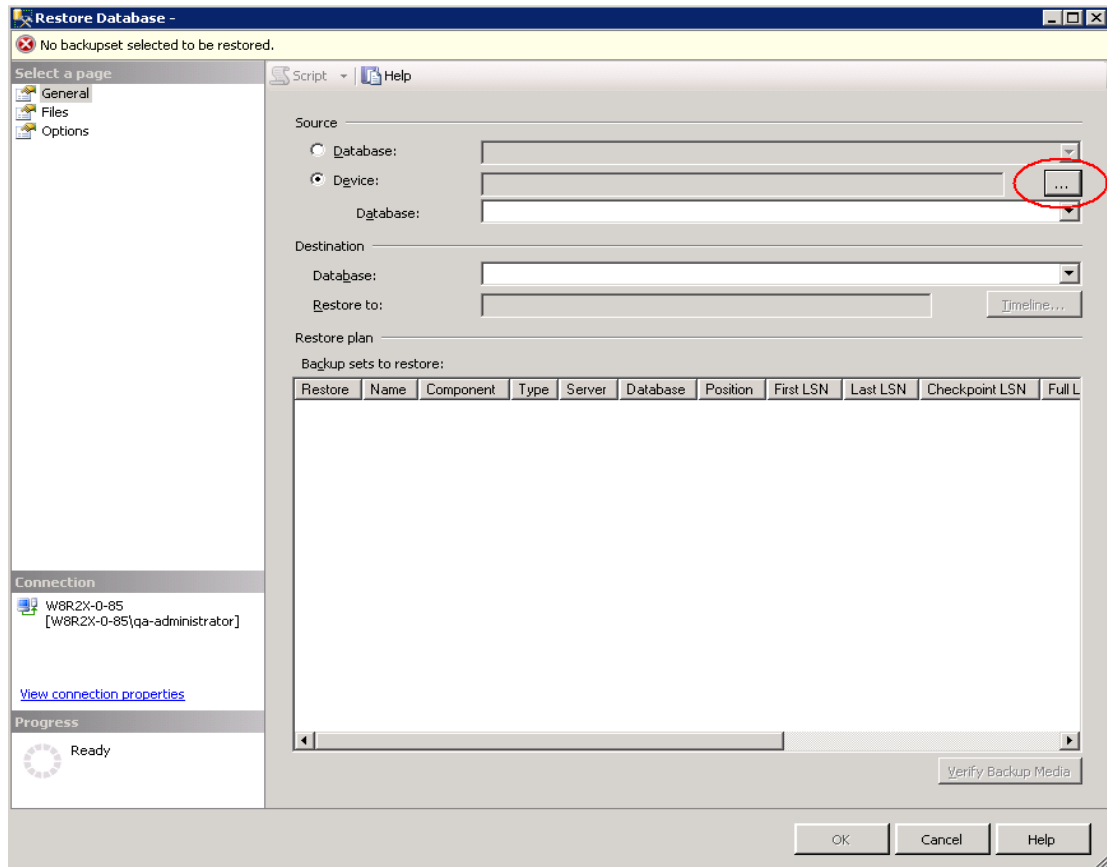 Restore Database -
No backupset selected to be restored.
Select a page
General
Files
Options
Script
Help
Source
Database:
Device:
...
Database:
Destination
Database:
Restore to:
Timeline...
Restore plan
Backup sets to restore:
Restore Name Component Type Server Database Position First LSN Last LSN Checkpoint LSN Full L
Connection
W8R2X-0-85
[W8R2X-0-85\qa-administrator]
View connection properties
Progress
Ready
Verify Backup Media
OK Cancel Help